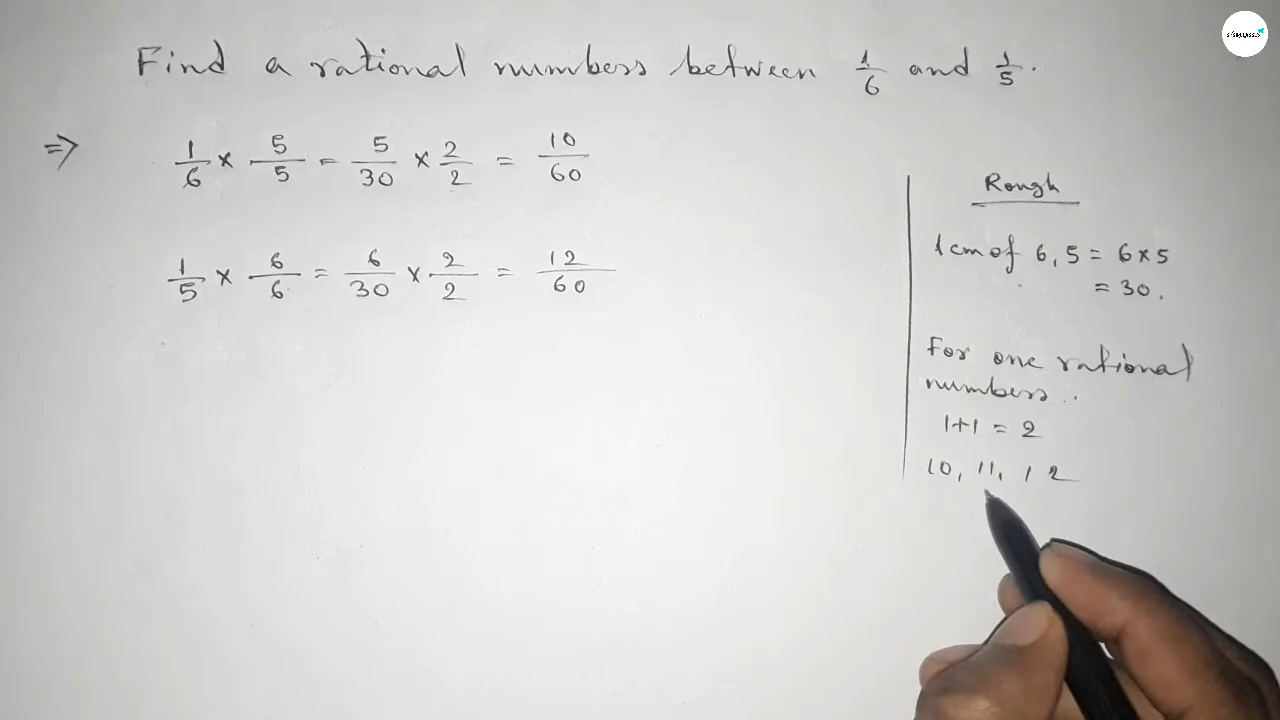 Find a rational numbers between 1/6 and 1/5.
=> 1/6 × 5/5 = 5/30 × 2/2 = 10/60
1/5 × 6/6 = 6/30 × 2/2 = 12/60
Rough
lcm of 6, 5 = 6×5
= 30.
For one rational
numbers..
1+1 = 2
10, 11, 12